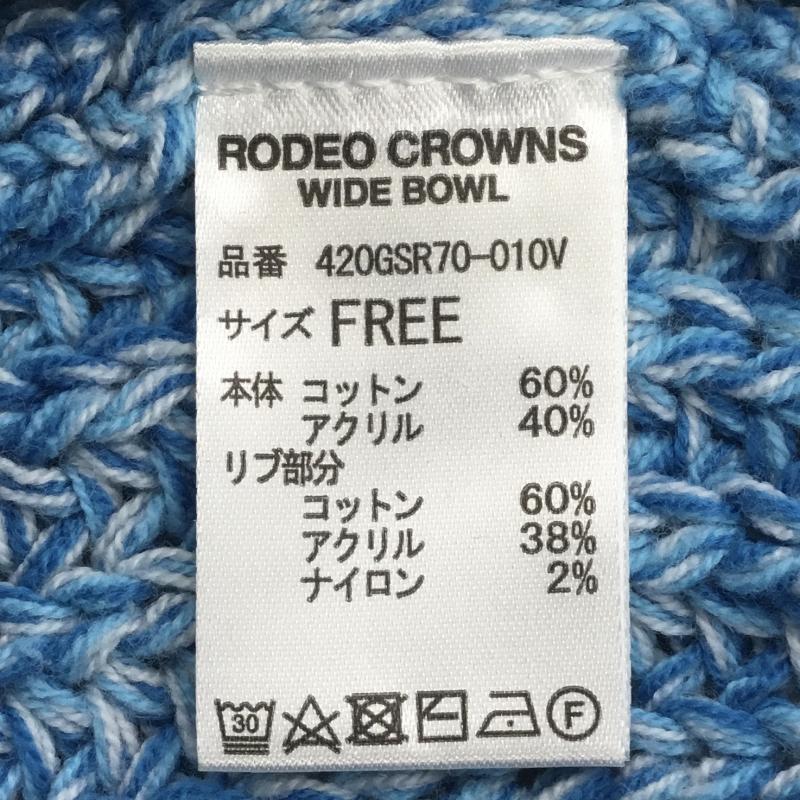 RODEO CROWNS
WIDE BOWL
品番 420GSR70-010V
サイズ FREE
本体 コットン 60%
アクリル 40%
リブ部分
コットン 60%
アクリル 38%
ナイロン 2%
30 F